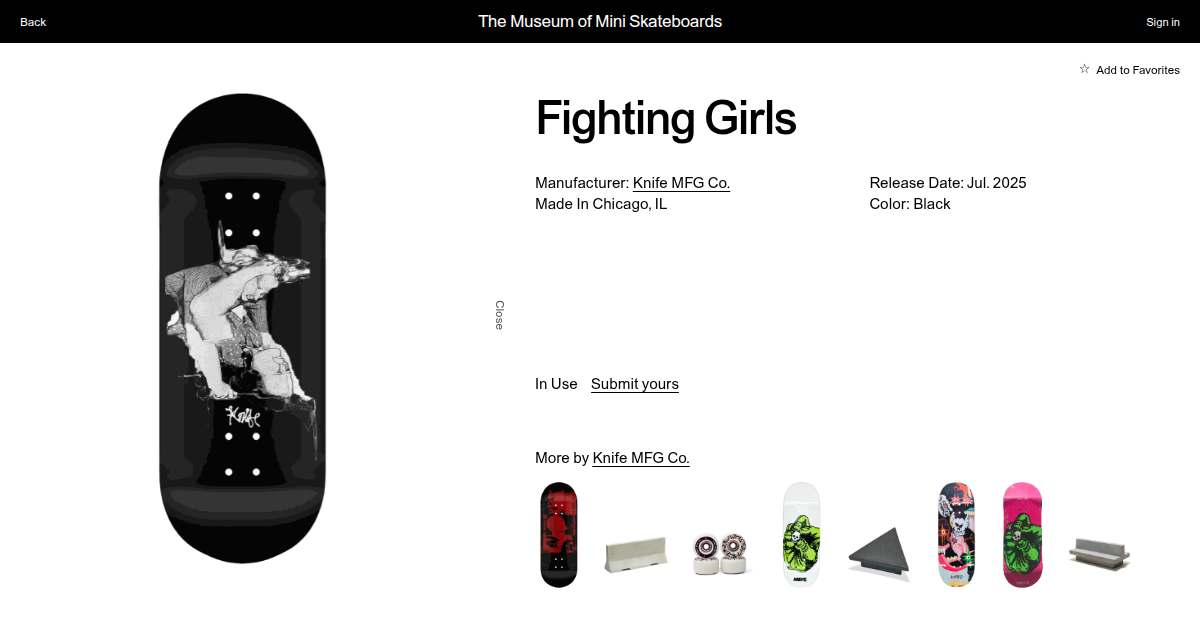 Back
The Museum of Mini Skateboards
Sign in
☆ Add to Favorites
Fighting Girls
Manufacturer: Knife MFG Co.
Made In Chicago, IL
Release Date: Jul. 2025
Color: Black
Knife
Close
In Use Submit yours
More by Knife MFG Co.